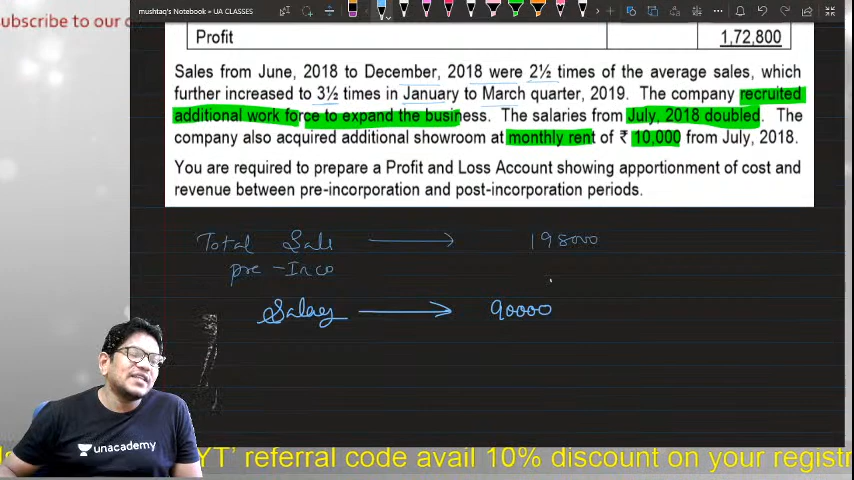 subscribe to our c
mushtaq's Notebook » UA CLASSES
Profit 1,72,800
Sales from June, 2018 to December, 2018 were 2½ times of the average sales, which
further increased to 3½ times in January to March quarter, 2019. The company recruited
additional work force to expand the business. The salaries from July, 2018 doubled. The
company also acquired additional showroom at monthly rent of ₹ 10,000 from July, 2018.
You are required to prepare a Profit and Loss Account showing apportionment of cost and
revenue between pre-incorporation and post-incorporation periods.
Total Sale → 198000
pre - Inco
Salary → 90000
unacademy
YT’ referral code avail 10% discount on your registr